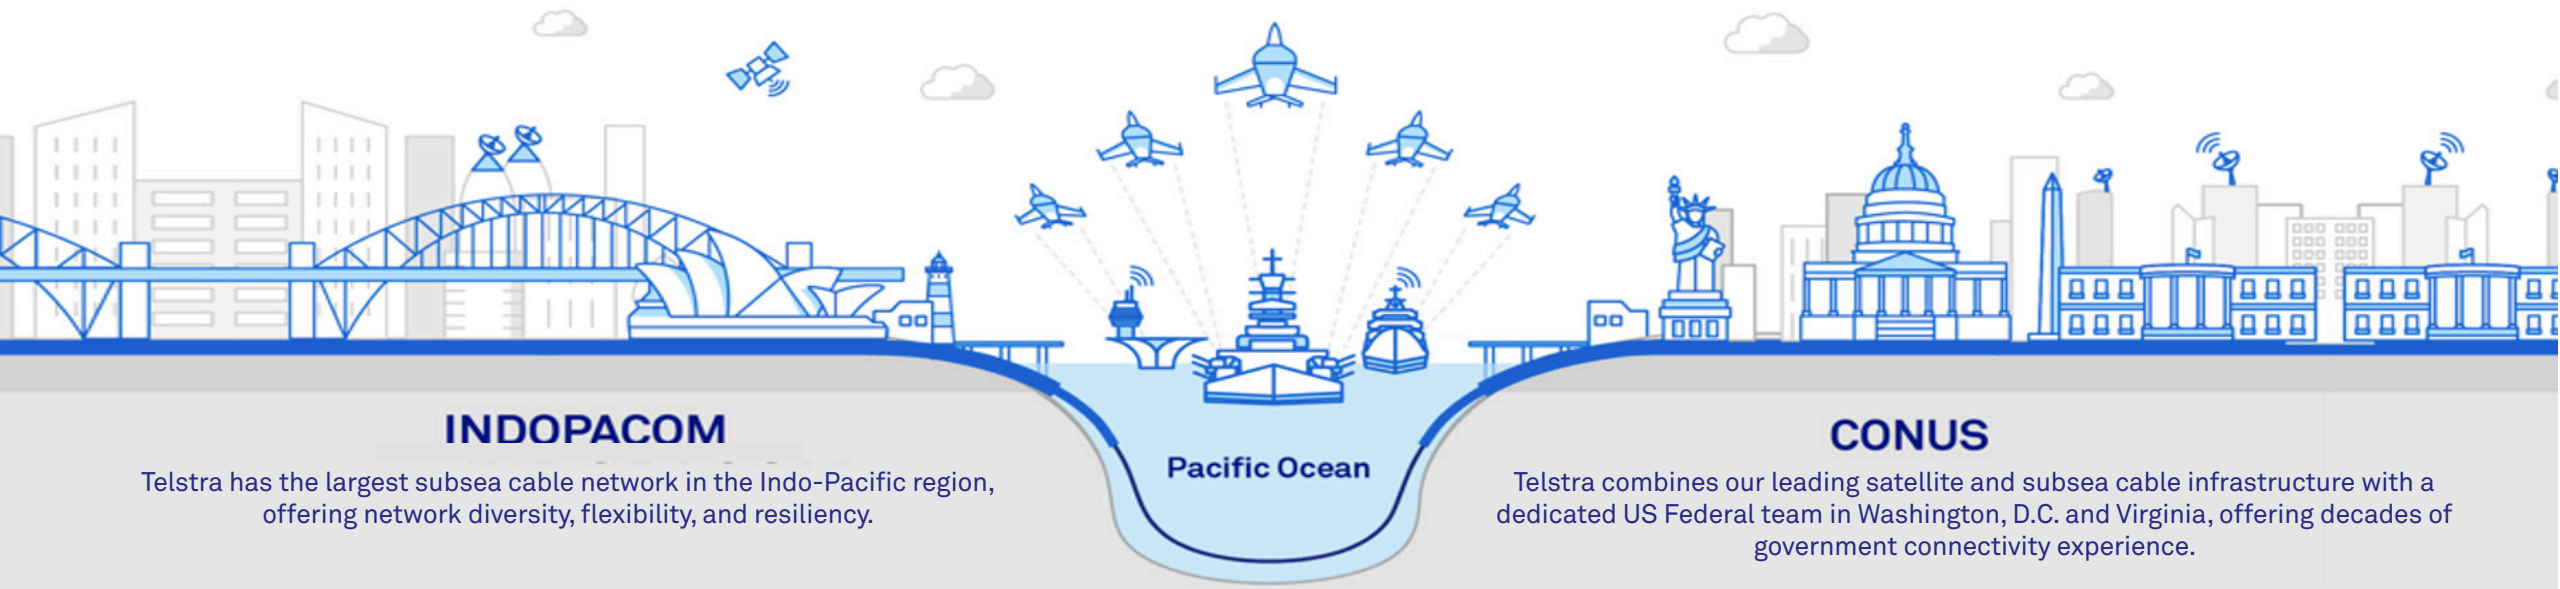 INDOPACOM
Telstra has the largest subsea cable network in the Indo-Pacific region,
offering network diversity, flexibility, and resiliency.
Pacific Ocean
CONUS
Telstra combines our leading satellite and subsea cable infrastructure with a
dedicated US Federal team in Washington, D.C. and Virginia, offering decades of
government connectivity experience.